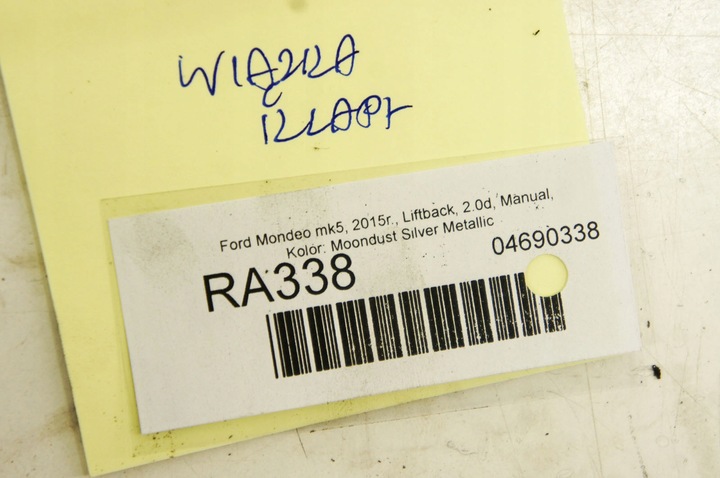 WIĄZKA
KLAPY
Ford Mondeo mk5, 2015r., Liftback, 2.0d, Manual,
Kolor: Moondust Silver Metallic
04690338
RA338